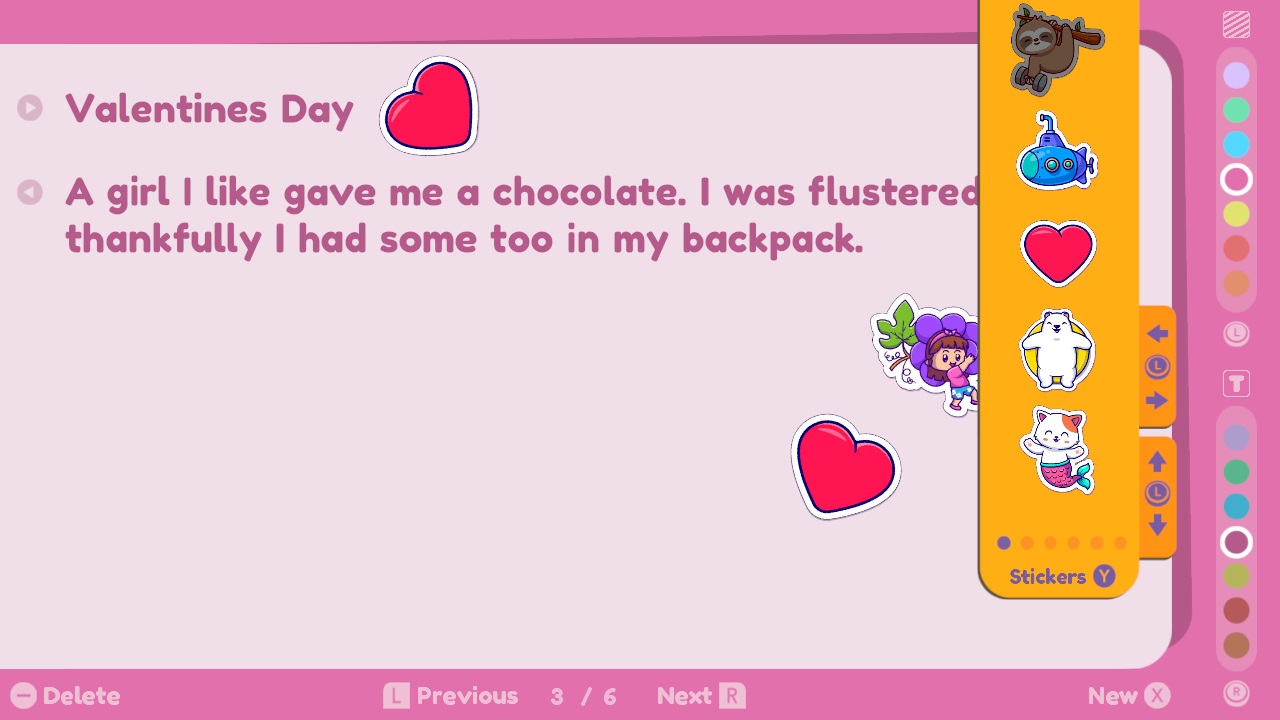 Valentines Day
A girl I like gave me a chocolate. I was flustered
thankfully I had some too in my backpack.
L
T
L
Stickers Y
Delete
L Previous 3 / 6 Next R
New X
L
R